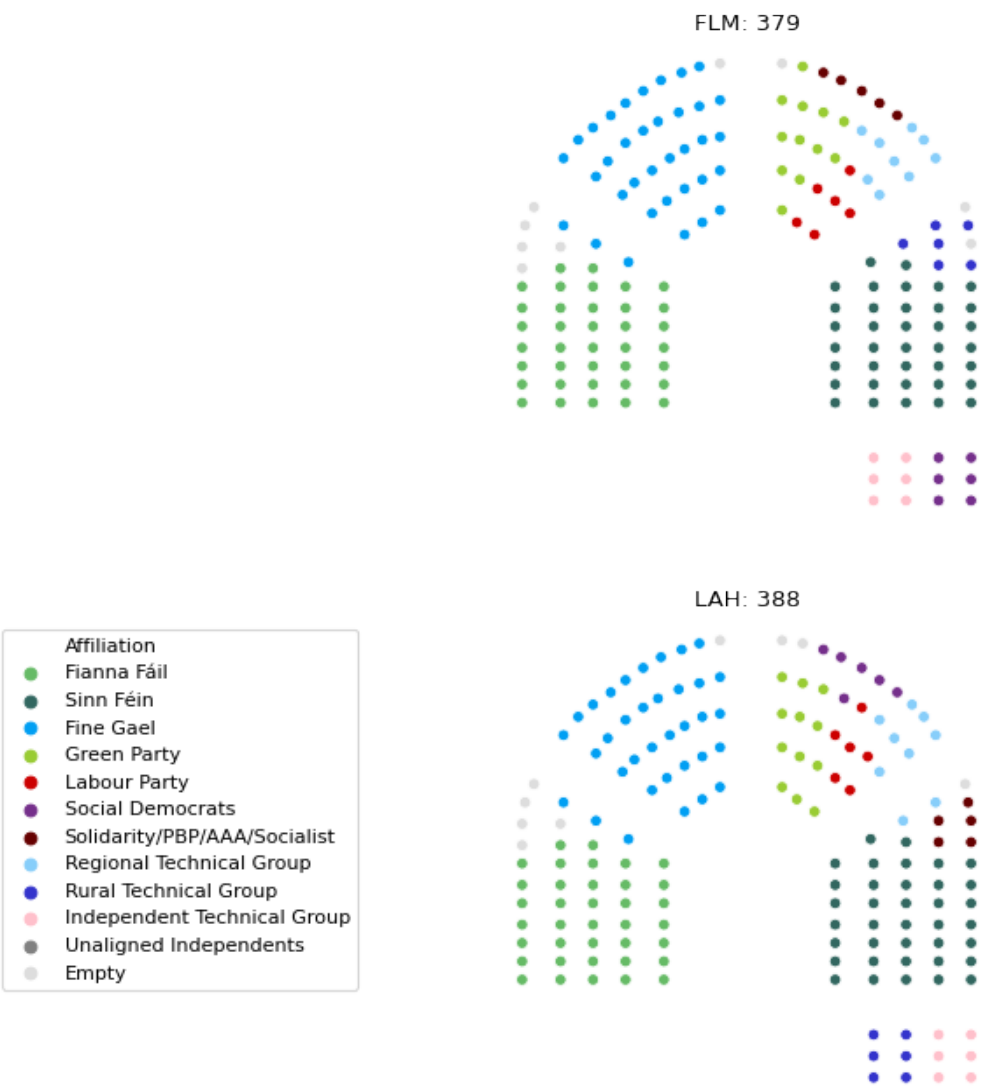 FLM: 379
LAH: 388
Affiliation
Fianna Fáil
Sinn Féin
Fine Gael
Green Party
Labour Party
Social Democrats
Solidarity/PBP/AAA/Socialist
Regional Technical Group
Rural Technical Group
Independent Technical Group
Unaligned Independents
Empty